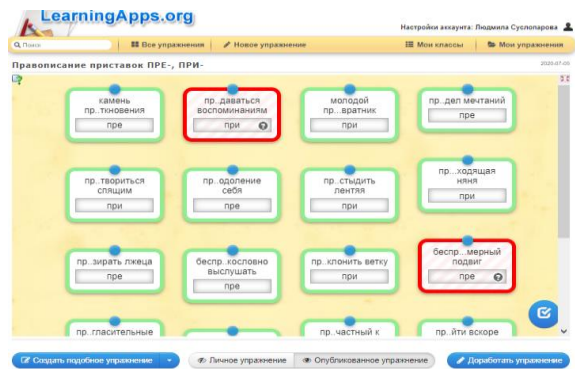 LearningApps.org
Настройки аккаунта: Людмила Суслопарова
Поиск
Все упражнения
Новое упражнение
Мои классы
Мои упражнения
Правописание приставок ПРЕ-, ПРИ-
2020-07-05
камень
пр..ткновения
пре
пр..даваться
воспоминаниям
при
молодой
пр...вратник
при
пр..дел мечтаний
пре
пр..твориться
спящим
при
пр..одоление
себя
пре
пр..стыдить
лентяя
при
пр...ходящая
няня
при
пр..зирать лжеца
пре
беспр..кословно
выслушать
пре
пр..клонить ветку
при
беспр...мерный
подвиг
пре
пр..гласительные
пр..частный к
пр..йти вскоре
Создать подобное упражнение
Личное упражнение
Опубликованное упражнение
Доработать упражнение